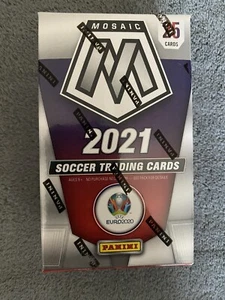 MOSAIC
25
CARDS
2021
SOCCER TRADING CARDS
EURO2020
PANINI